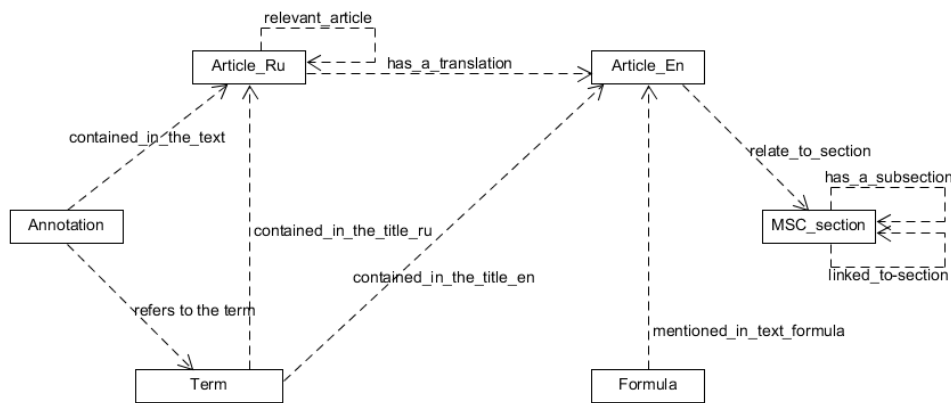 relevant_article
Article_Ru
has_a_translation
Article_En
contained_in_the_text
relate_to_section
has_a_subsection
Annotation
contained_in_the_title_ru
MSC_section
contained_in_the_title_en
linked_to-section
refers to the term
mentioned_in_text_formula
Term
Formula